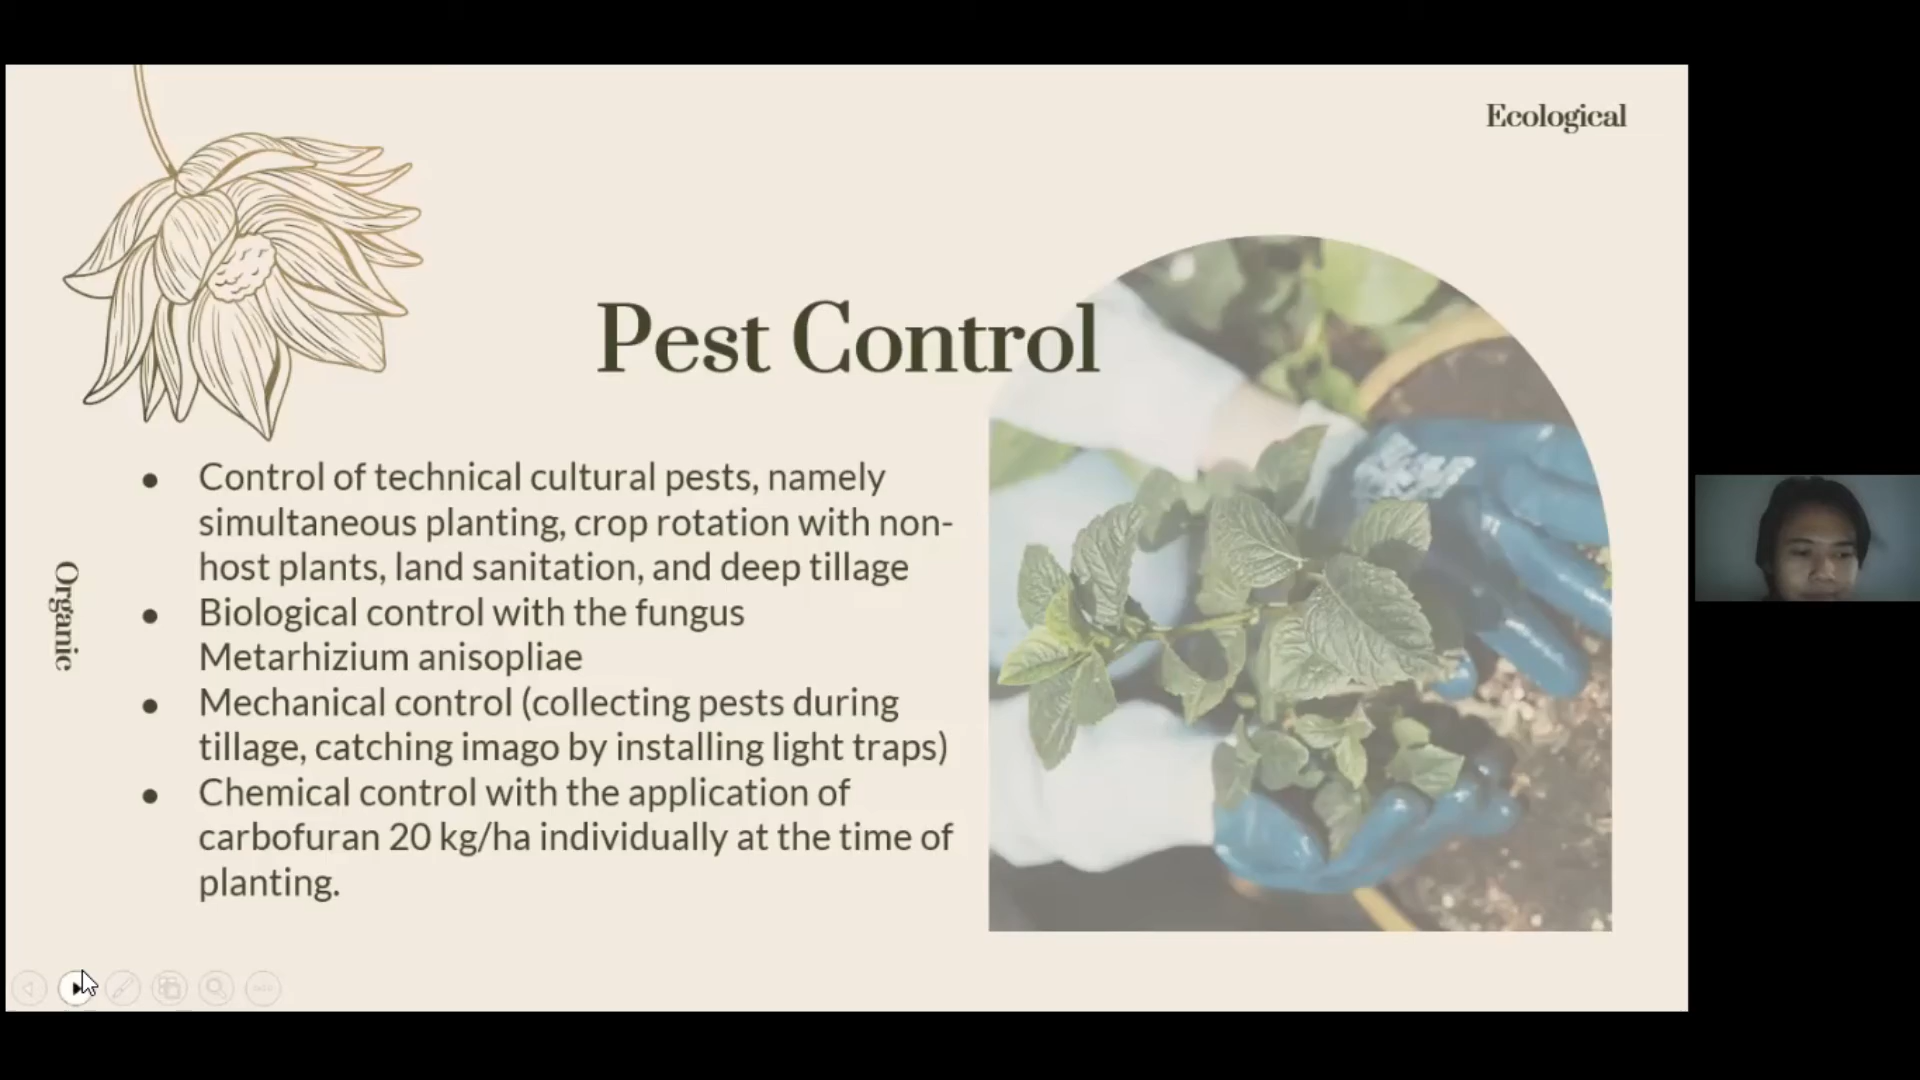 Ecological
Pest Control
Organic
● Control of technical cultural pests, namely
simultaneous planting, crop rotation with non-
host plants, land sanitation, and deep tillage
● Biological control with the fungus
Metarhizium anisopliae
● Mechanical control (collecting pests during
tillage, catching imago by installing light traps)
● Chemical control with the application of
carbofuran 20 kg/ha individually at the time of
planting.